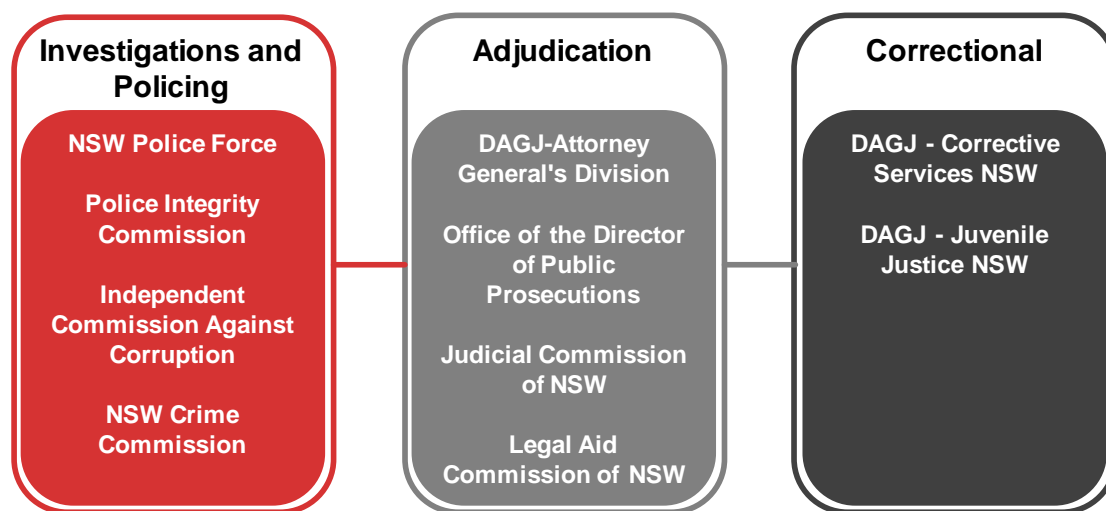 Investigations and
Policing
NSW Police Force
Police Integrity
Commission
Independent
Commission Against
Corruption
NSW Crime
Commission
Adjudication
DAGJ-Attorney
General's Division
Office of the Director
of Public
Prosecutions
Judicial Commission
of NSW
Legal Aid
Commission of NSW
Correctional
DAGJ - Corrective
Services NSW
DAGJ - Juvenile
Justice NSW